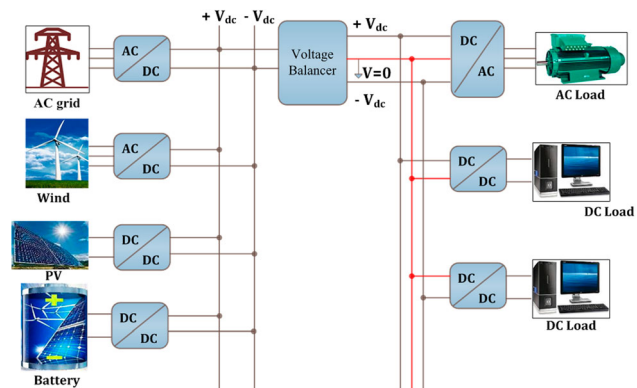 + Vdc - Vdc
+ Vdc
Voltage
Balancer
V=0
- Vdc
AC
DC
AC grid
DC
AC
AC Load
AC
DC
Wind
DC
DC
DC Load
DC
DC
PV
DC
DC
DC Load
DC
DC
Battery